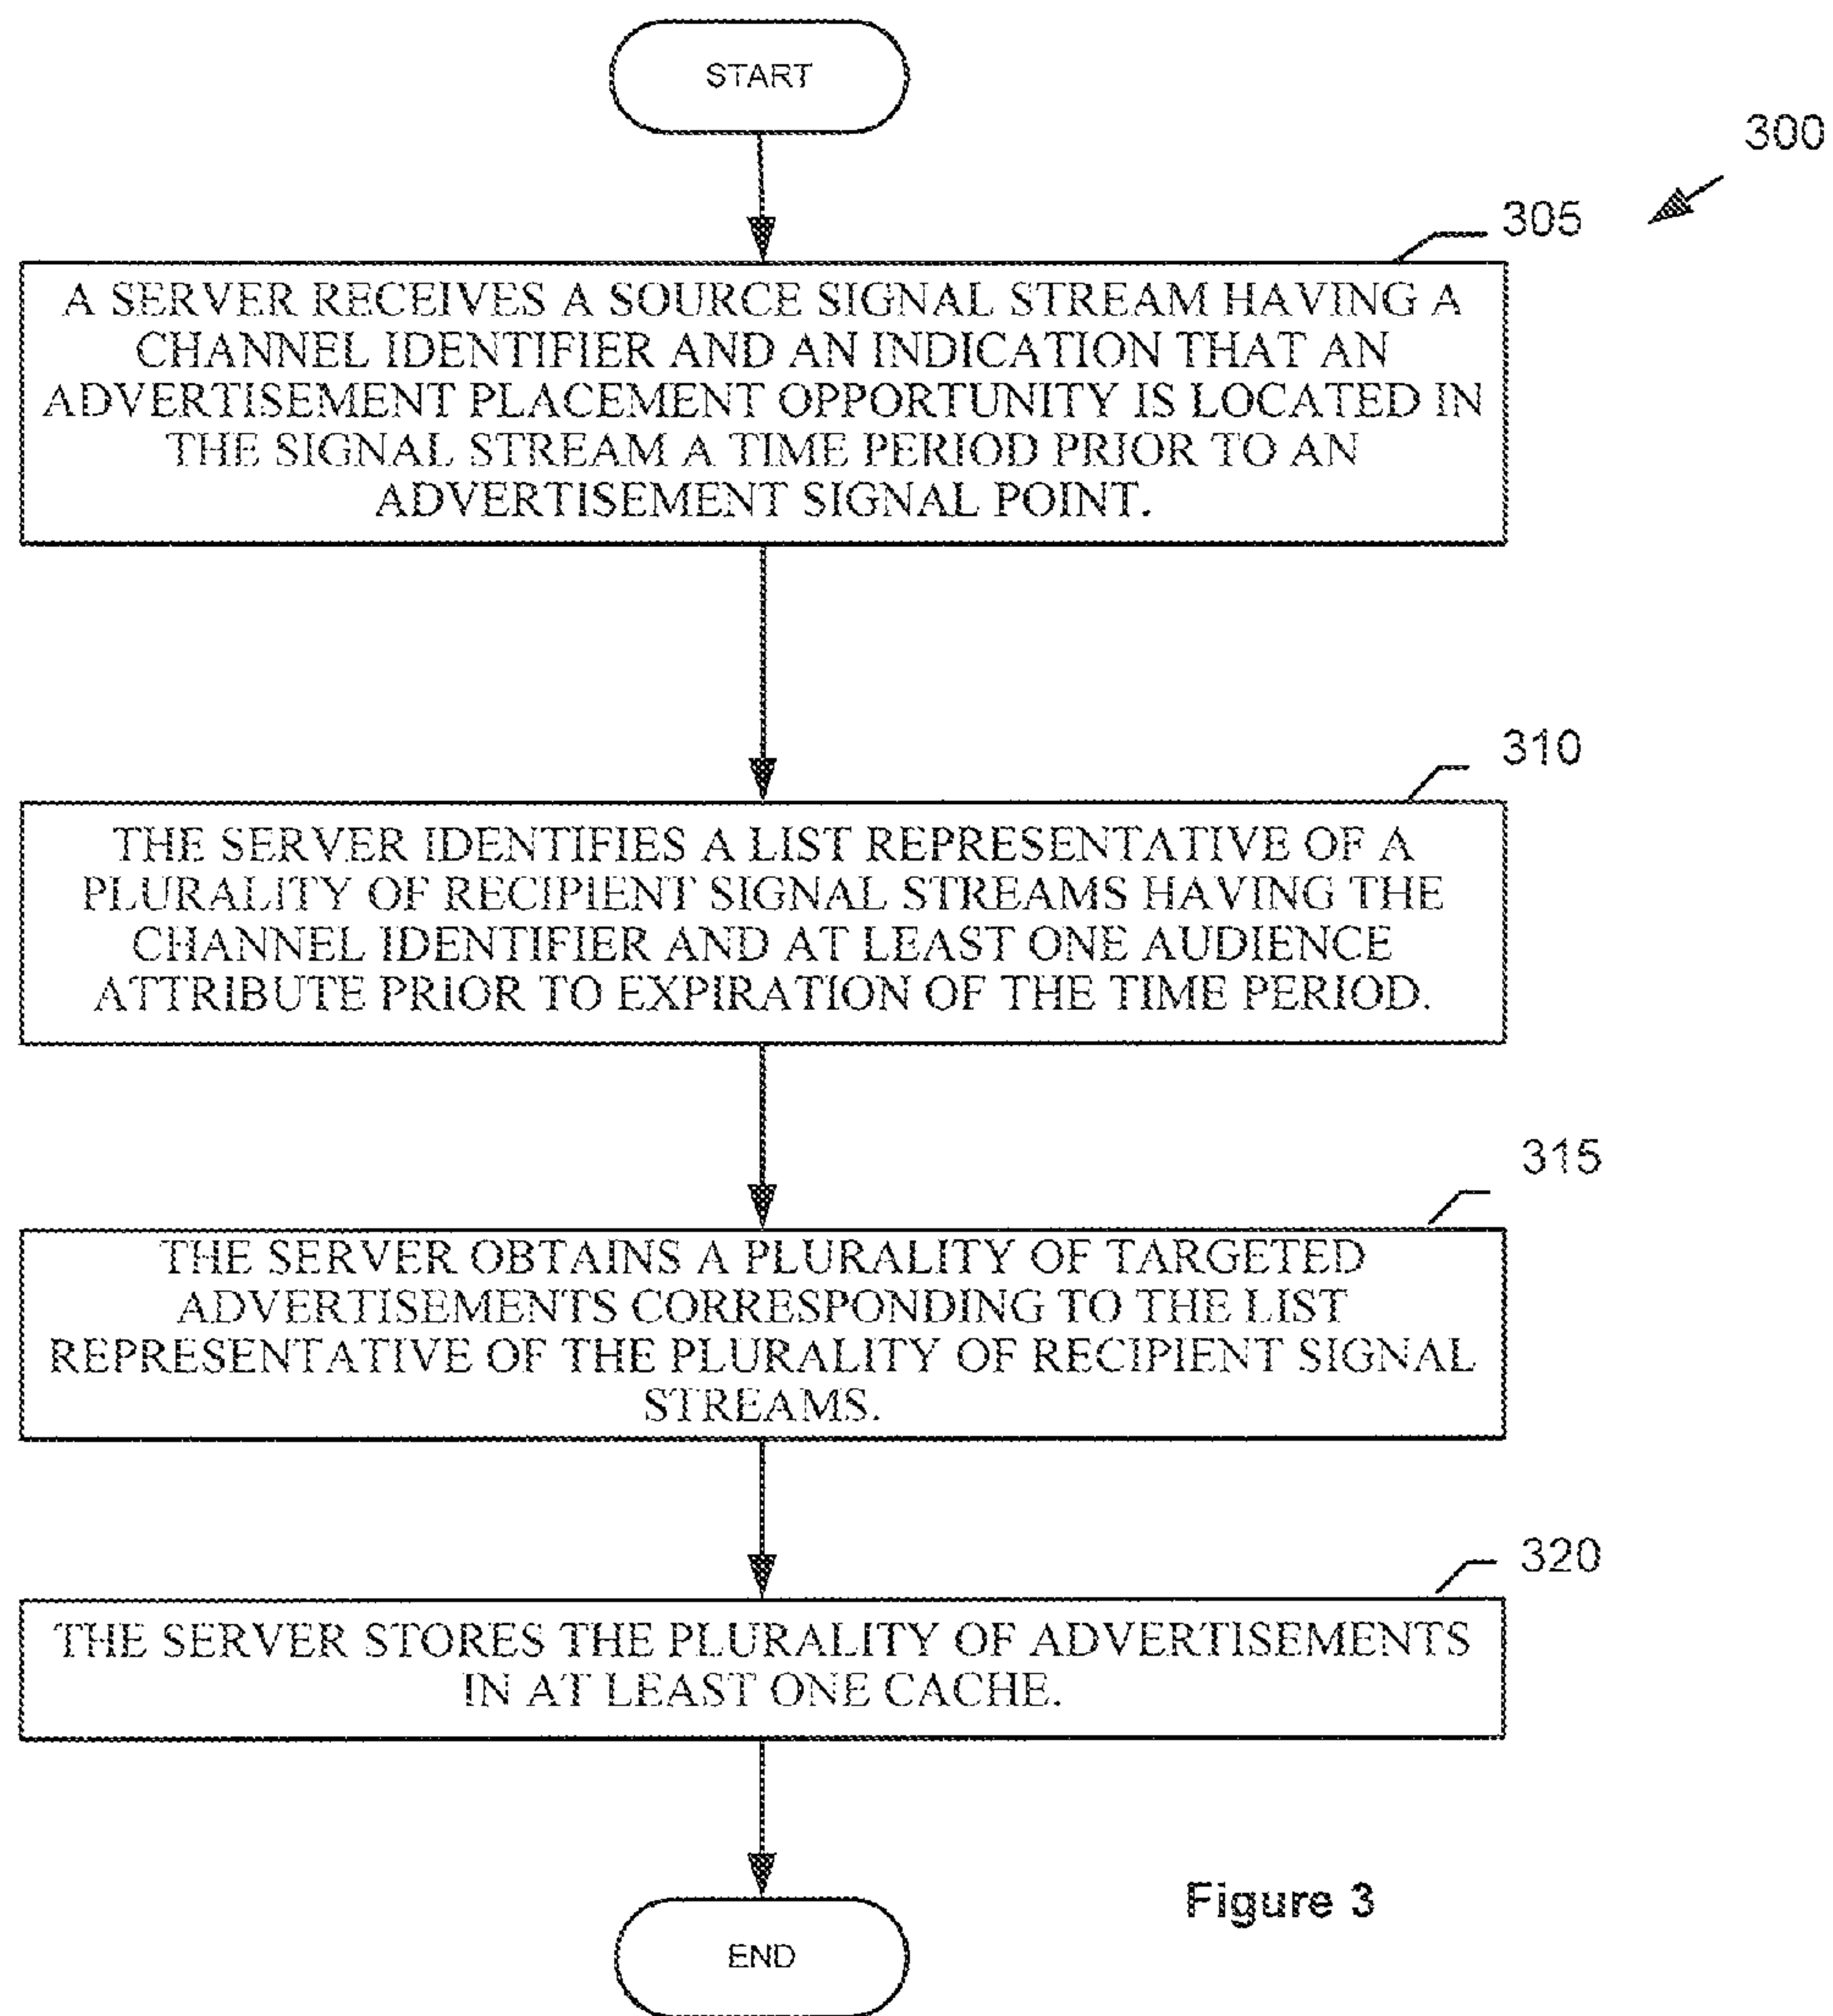 START
300
305
A SERVER RECEIVES A SOURCE SIGNAL STREAM HAVING A
CHANNEL IDENTIFIER AND AN INDICATION THAT AN
ADVERTISEMENT PLACEMENT OPPORTUNITY IS LOCATED IN
THE SIGNAL STREAM A TIME PERIOD PRIOR TO AN
ADVERTISEMENT SIGNAL POINT.
310
THE SERVER IDENTIFIES A LIST REPRESENTATIVE OF A
PLURALITY OF RECIPIENT SIGNAL STREAMS HAVING THE
CHANNEL IDENTIFIER AND AT LEAST ONE AUDIENCE
ATTRIBUTE PRIOR TO EXPIRATION OF THE TIME PERIOD.
315
THE SERVER OBTAINS A PLURALITY OF TARGETED
ADVERTISEMENTS CORRESPONDING TO THE LIST
REPRESENTATIVE OF THE PLURALITY OF RECIPIENT SIGNAL
STREAMS.
320
THE SERVER STORES THE PLURALITY OF ADVERTISEMENTS
IN AT LEAST ONE CACHE.
END
Figure 3